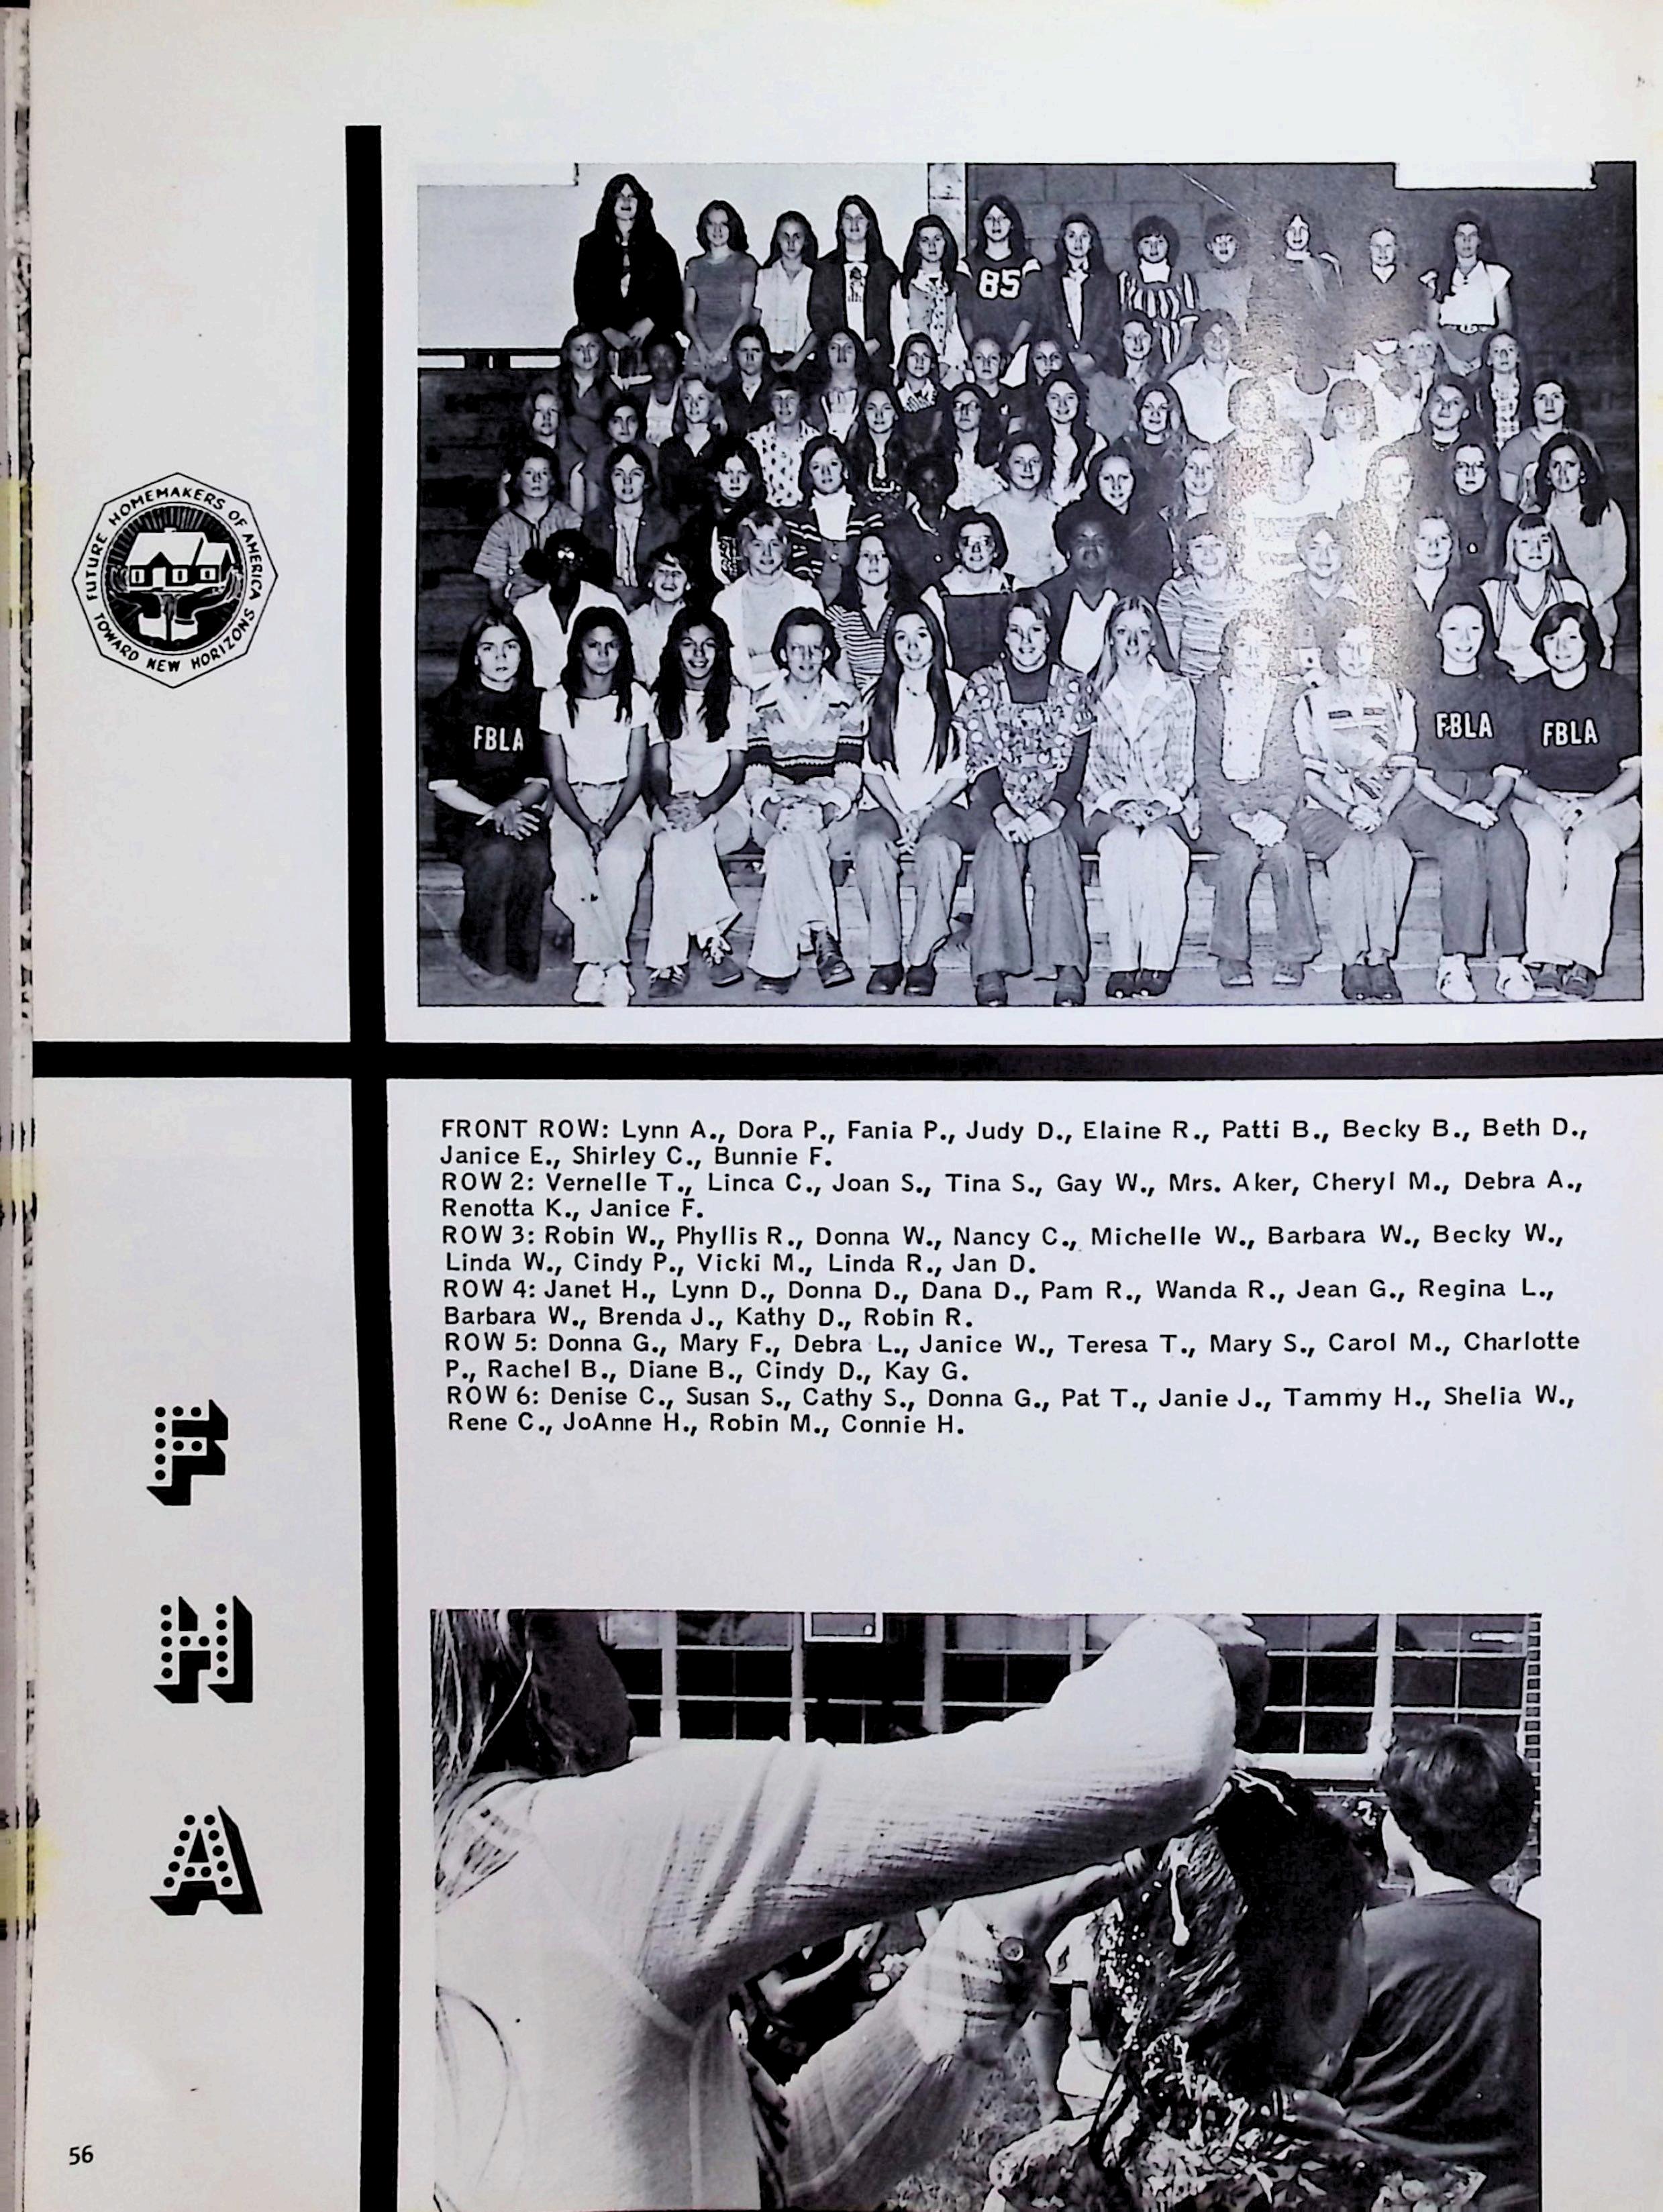 85
FUTURE HOMEMAKERS OF AMERICA
TOWARD NEW HORIZONS
FBLA
FBLA
FBLA
FRONT ROW: Lynn A., Dora P., Fania P., Judy D., Elaine R., Patti B., Becky B., Beth D.,
Janice E., Shirley C., Bunnie F.
ROW 2: Vernelle T., Linca C., Joan S., Tina S., Gay W., Mrs. Aker, Cheryl M., Debra A.,
Renotta K., Janice F.
ROW 3: Robin W., Phyllis R., Donna W., Nancy C., Michelle W., Barbara W., Becky W.,
Linda W., Cindy P., Vicki M., Linda R., Jan D.
ROW 4: Janet H., Lynn D., Donna D., Dana D., Pam R., Wanda R., Jean G., Regina L.,
Barbara W., Brenda J., Kathy D., Robin R.
ROW 5: Donna G., Mary F., Debra L., Janice W., Teresa T., Mary S., Carol M., Charlotte
P., Rachel B., Diane B., Cindy D., Kay G.
ROW 6: Denise C., Susan S., Cathy S., Donna G., Pat T., Janie J., Tammy H., Shelia W.,
Rene C., JoAnne H., Robin M., Connie H.
F
H
A
56